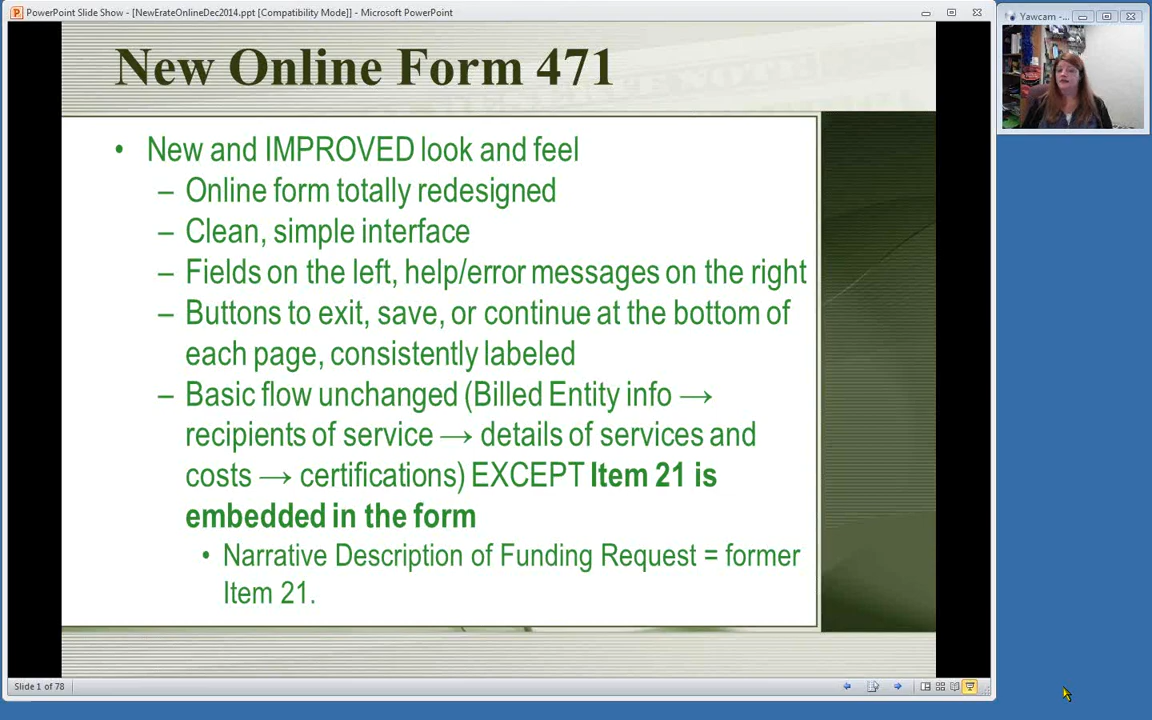 PowerPoint Slide Show - [NewErateOnlineDec2014.ppt [Compatibility Mode]] - Microsoft PowerPoint
Yawcam -...
New Online Form 471
• New and IMPROVED look and feel
– Online form totally redesigned
– Clean, simple interface
– Fields on the left, help/error messages on the right
– Buttons to exit, save, or continue at the bottom of
each page, consistently labeled
– Basic flow unchanged (Billed Entity info →
recipients of service → details of services and
costs → certifications) EXCEPT Item 21 is
embedded in the form
• Narrative Description of Funding Request = former
Item 21.
Slide 1 of 78